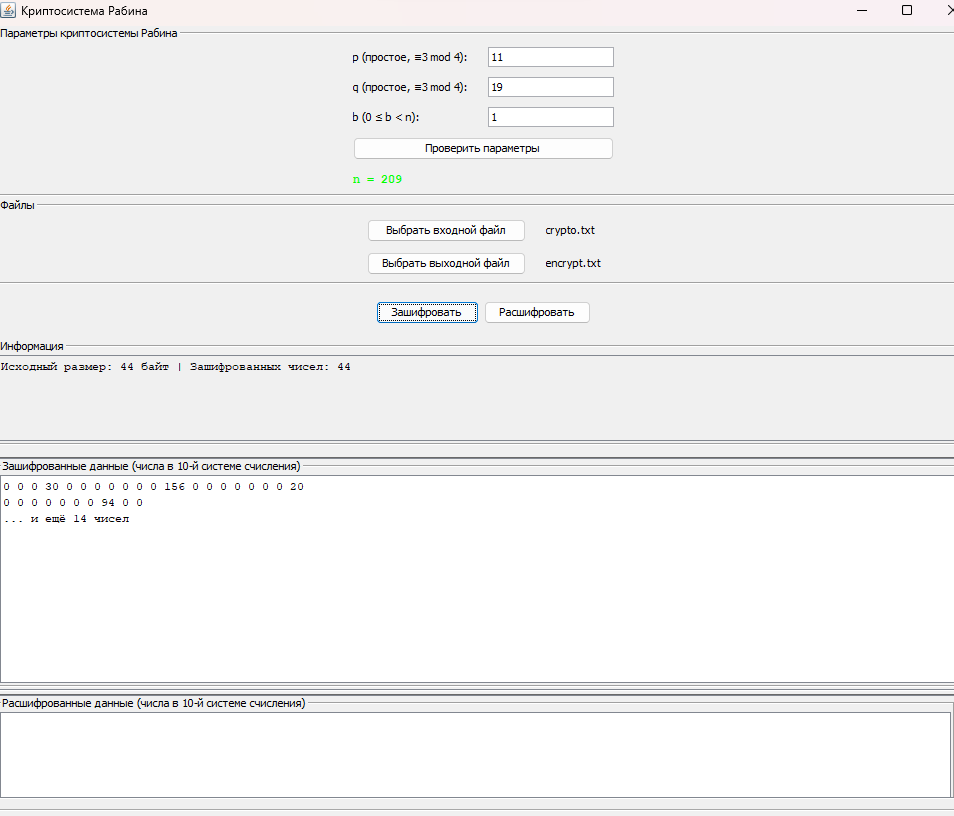 Криптосистема Рабина
Параметры криптосистемы Рабина
p (простое, ≡3 mod 4): 11
q (простое, ≡3 mod 4): 19
b (0 ≤ b < n): 1
Проверить параметры
n = 209
Файлы
Выбрать входной файл crypto.txt
Выбрать выходной файл encrypt.txt
Зашифровать Расшифровать
Информация
Исходный размер: 44 байт | Зашифрованных чисел: 44
Зашифрованные данные (числа в 10-й системе счисления)
0 0 0 30 0 0 0 0 0 0 0 156 0 0 0 0 0 0 0 20
0 0 0 0 0 0 0 94 0 0
... и ещё 14 чисел
Расшифрованные данные (числа в 10-й системе счисления)